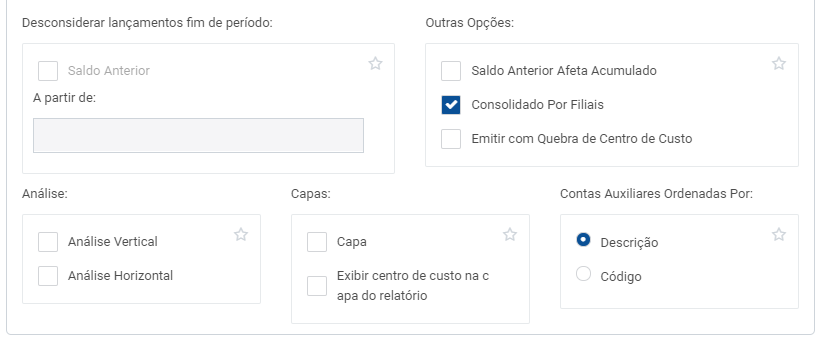 Desconsiderar lançamentos fim de período:
Saldo Anterior
A partir de:
Outras Opções:
Saldo Anterior Afeta Acumulado
Consolidado Por Filiais
Emitir com Quebra de Centro de Custo
Análise:
Análise Vertical
Análise Horizontal
Capas:
Capa
Exibir centro de custo na c
apa do relatório
Contas Auxiliares Ordenadas Por:
Descrição
Código